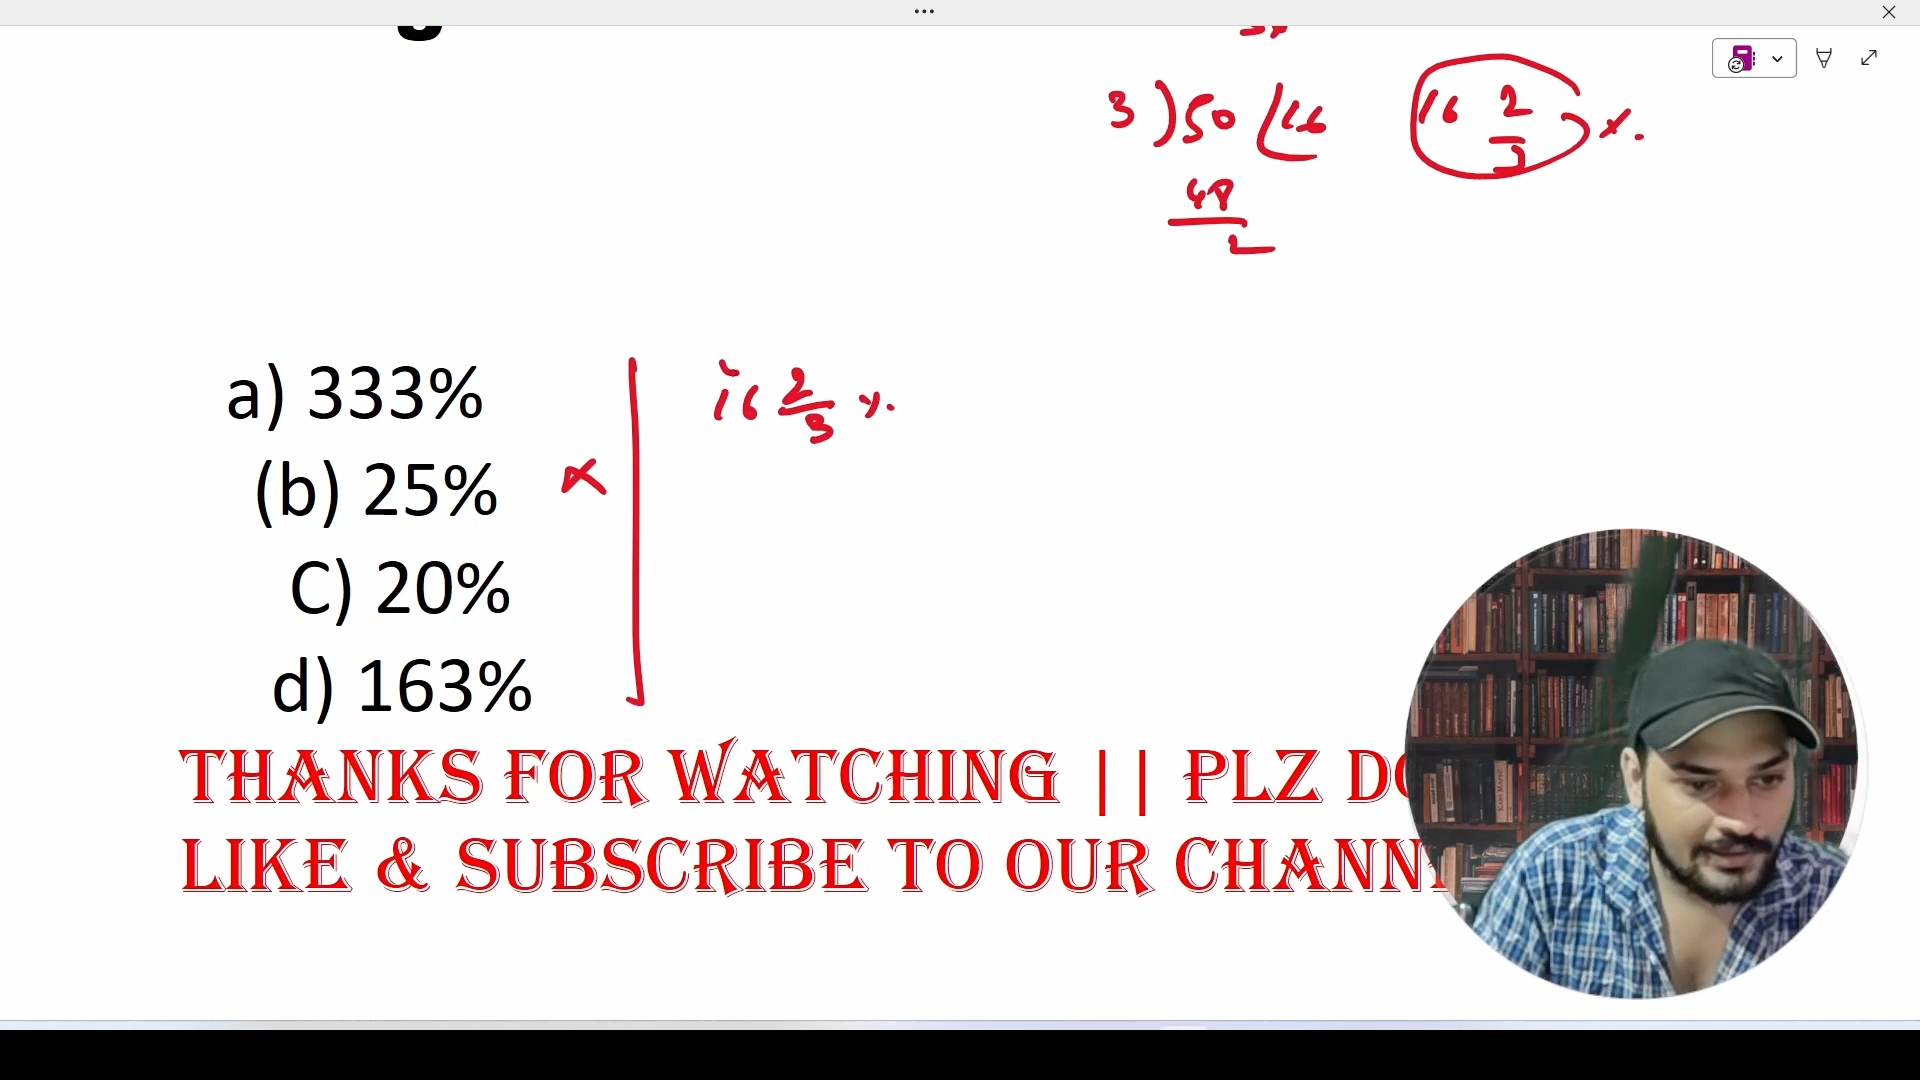 3 ) 50 ( 16 16 2/3 %.
48
2
a) 333%
16 2/3 %.
(b) 25%
C) 20%
d) 163%
THANKS FOR WATCHING || PLZ DO
LIKE & SUBSCRIBE TO OUR